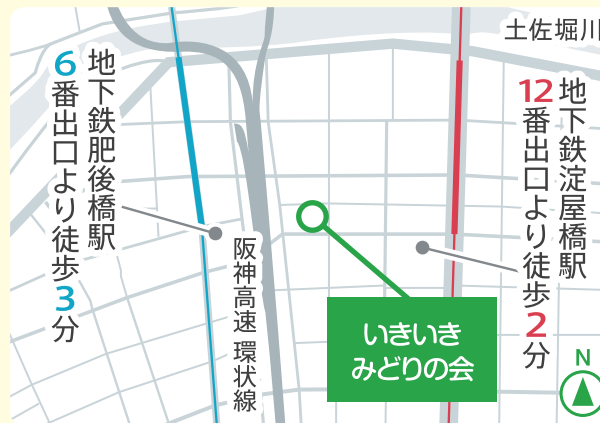 土佐堀川
地下鉄淀屋橋駅
12番出口より徒歩2分
地下鉄肥後橋駅
6番出口より徒歩3分
阪神高速 環状線
いきいき
みどりの会
N